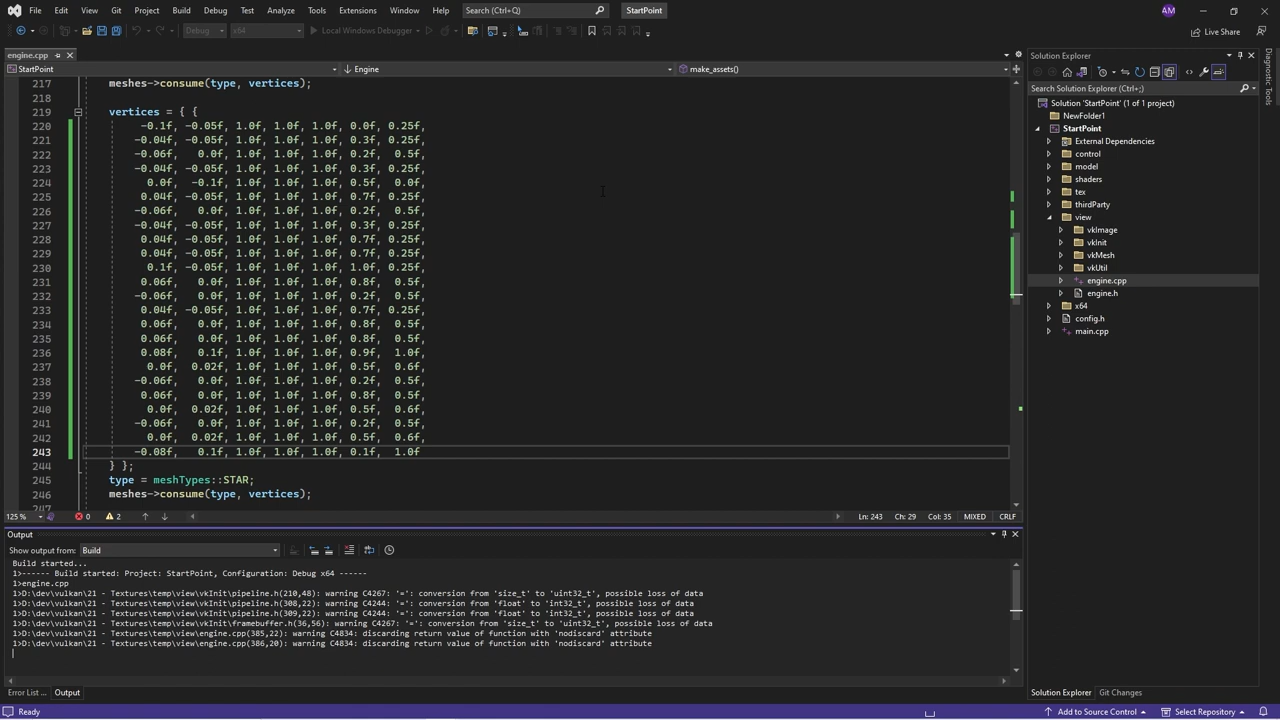 File Edit View Git Project Build Debug Test Analyze Tools Extensions Window Help Search (Ctrl+Q) StartPoint AM
Debug x64 Local Windows Debugger Live Share
engine.cpp
StartPoint Engine make_assets()
217 meshes->consume(type, vertices);
218
219 vertices = { {
220 -0.1f, -0.05f, 1.0f, 1.0f, 1.0f, 0.0f, 0.25f,
221 -0.04f, -0.05f, 1.0f, 1.0f, 1.0f, 0.3f, 0.25f,
222 -0.06f, 0.0f, 1.0f, 1.0f, 1.0f, 0.2f, 0.5f,
223 -0.04f, -0.05f, 1.0f, 1.0f, 1.0f, 0.3f, 0.25f,
224 0.0f, -0.1f, 1.0f, 1.0f, 1.0f, 0.5f, 0.0f,
225 0.04f, -0.05f, 1.0f, 1.0f, 1.0f, 0.7f, 0.25f,
226 -0.06f, 0.0f, 1.0f, 1.0f, 1.0f, 0.2f, 0.5f,
227 -0.04f, -0.05f, 1.0f, 1.0f, 1.0f, 0.3f, 0.25f,
228 0.04f, -0.05f, 1.0f, 1.0f, 1.0f, 0.7f, 0.25f,
229 0.04f, -0.05f, 1.0f, 1.0f, 1.0f, 0.7f, 0.25f,
230 0.1f, -0.05f, 1.0f, 1.0f, 1.0f, 1.0f, 0.25f,
231 0.06f, 0.0f, 1.0f, 1.0f, 1.0f, 0.8f, 0.5f,
232 -0.06f, 0.0f, 1.0f, 1.0f, 1.0f, 0.2f, 0.5f,
233 0.04f, -0.05f, 1.0f, 1.0f, 1.0f, 0.7f, 0.25f,
234 0.06f, 0.0f, 1.0f, 1.0f, 1.0f, 0.8f, 0.5f,
235 0.06f, 0.0f, 1.0f, 1.0f, 1.0f, 0.8f, 0.5f,
236 0.08f, 0.1f, 1.0f, 1.0f, 1.0f, 0.9f, 1.0f,
237 0.0f, 0.02f, 1.0f, 1.0f, 1.0f, 0.5f, 0.6f,
238 -0.06f, 0.0f, 1.0f, 1.0f, 1.0f, 0.2f, 0.5f,
239 0.06f, 0.0f, 1.0f, 1.0f, 1.0f, 0.8f, 0.5f,
240 0.0f, 0.02f, 1.0f, 1.0f, 1.0f, 0.5f, 0.6f,
241 -0.06f, 0.0f, 1.0f, 1.0f, 1.0f, 0.2f, 0.5f,
242 0.0f, 0.02f, 1.0f, 1.0f, 1.0f, 0.5f, 0.6f,
243 -0.08f, 0.1f, 1.0f, 1.0f, 1.0f, 0.1f, 1.0f
244 } };
245 type = meshTypes::STAR;
246 meshes->consume(type, vertices);
125 % 0 2 Ln: 243 Ch: 29 Col: 35 MIXED CRLF
Output
Show output from: Build
Build started...
1>------ Build started: Project: StartPoint, Configuration: Debug x64 ------
1>engine.cpp
1>D:\dev\vulkan\21 - Textures\temp\view\vkInit\pipeline.h(210,48): warning C4267: '=': conversion from 'size_t' to 'uint32_t', possible loss of data
1>D:\dev\vulkan\21 - Textures\temp\view\vkInit\pipeline.h(308,22): warning C4244: '=': conversion from 'float' to 'int32_t', possible loss of data
1>D:\dev\vulkan\21 - Textures\temp\view\vkInit\pipeline.h(309,22): warning C4244: '=': conversion from 'float' to 'int32_t', possible loss of data
1>D:\dev\vulkan\21 - Textures\temp\view\vkInit\framebuffer.h(36,56): warning C4267: '=': conversion from 'size_t' to 'uint32_t', possible loss of data
1>D:\dev\vulkan\21 - Textures\temp\view\engine.cpp(385,22): warning C4834: discarding return value of function with 'nodiscard' attribute
1>D:\dev\vulkan\21 - Textures\temp\view\engine.cpp(386,20): warning C4834: discarding return value of function with 'nodiscard' attribute
Error List ... Output
Solution Explorer
Search Solution Explorer (Ctrl+;)
Solution 'StartPoint' (1 of 1 project)
NewFolder1
StartPoint
External Dependencies
control
model
shaders
tex
thirdParty
view
vkImage
vkInit
vkMesh
vkUtil
engine.cpp
engine.h
x64
config.h
main.cpp
Solution Explorer Git Changes
Diagnostic Tools
Ready Add to Source Control Select Repository